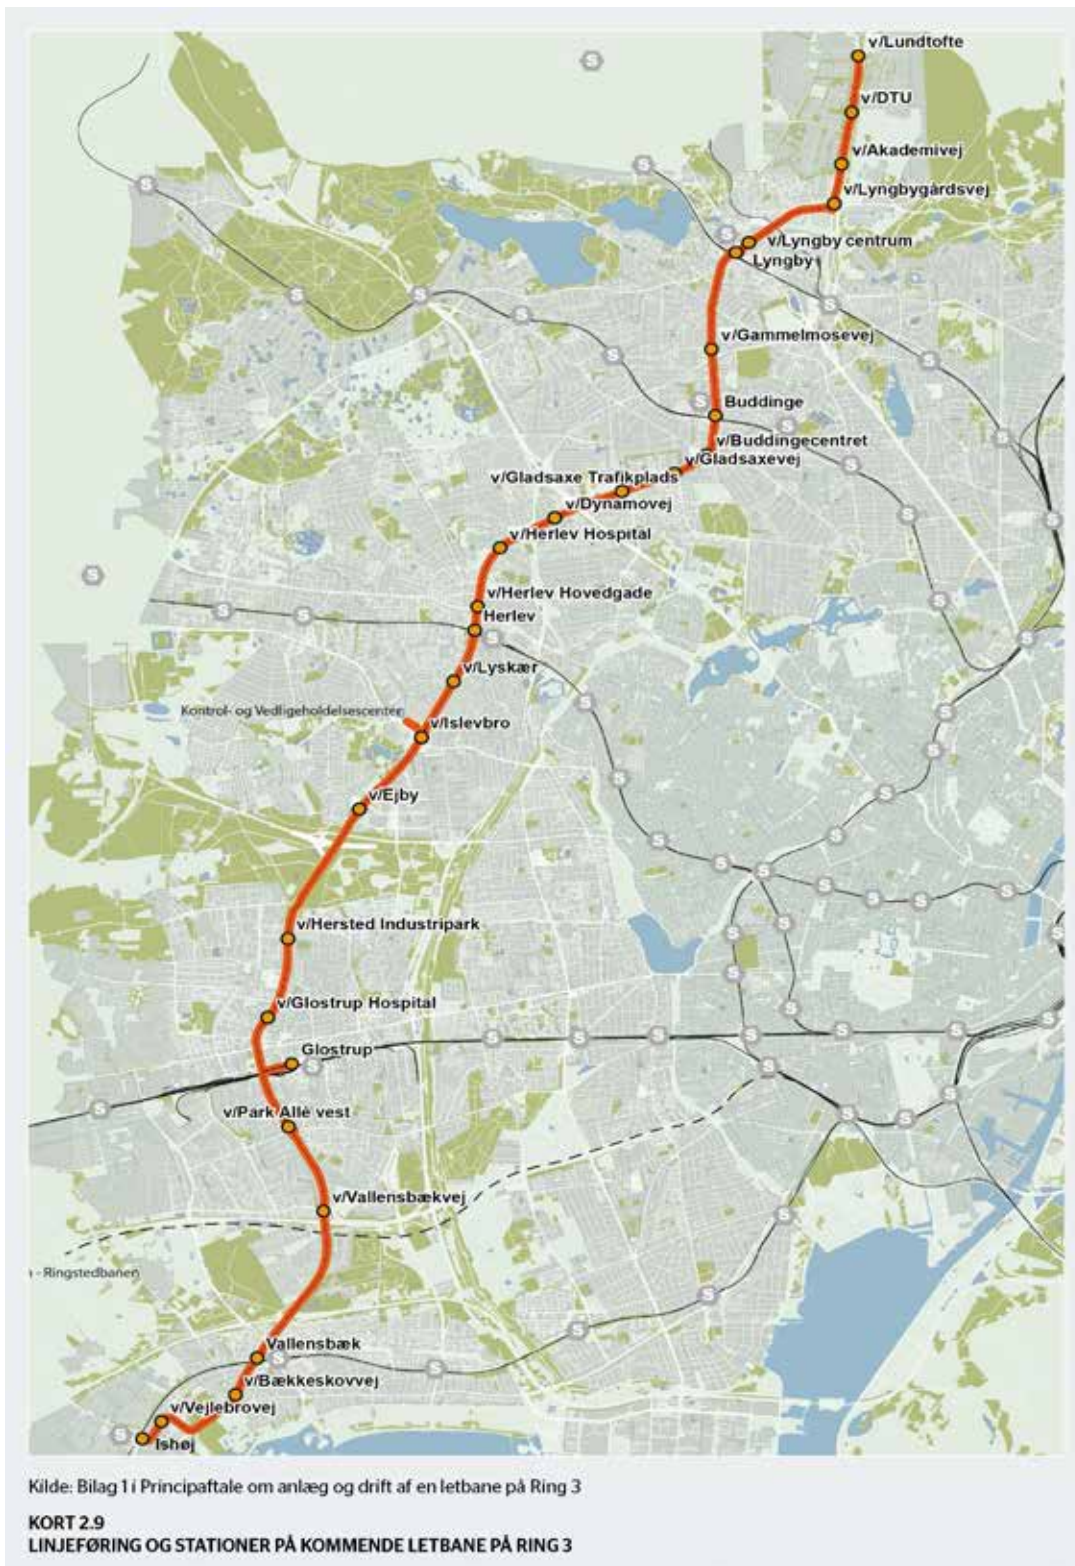 v/Lundtofte
v/DTU
v/Akademivej
v/Lyngbygårdsvej
v/Lyngby centrum
Lyngby
v/Gammelmosevej
Buddinge
v/Buddingecentret
v/Gladsaxevej
v/Gladsaxe Trafikplads
v/Dynamovej
v/Herlev Hospital
v/Herlev Hovedgade
Herlev
v/Lyskær
Kontrol- og Vedligeholdelsescenter
v/Islevbro
v/Ejby
v/Hersted Industripark
v/Glostrup Hospital
Glostrup
v/Park Allé vest
v/Vallensbækvej
- Ringstedbanen
Vallensbæk
v/Bækkeskovvej
v/Vejlebrovej
Ishøj
Kilde: Bilag 1 i Principaftale om anlæg og drift af en letbane på Ring 3
KORT 2.9
LINJEFØRING OG STATIONER PÅ KOMMENDE LETBANE PÅ RING 3